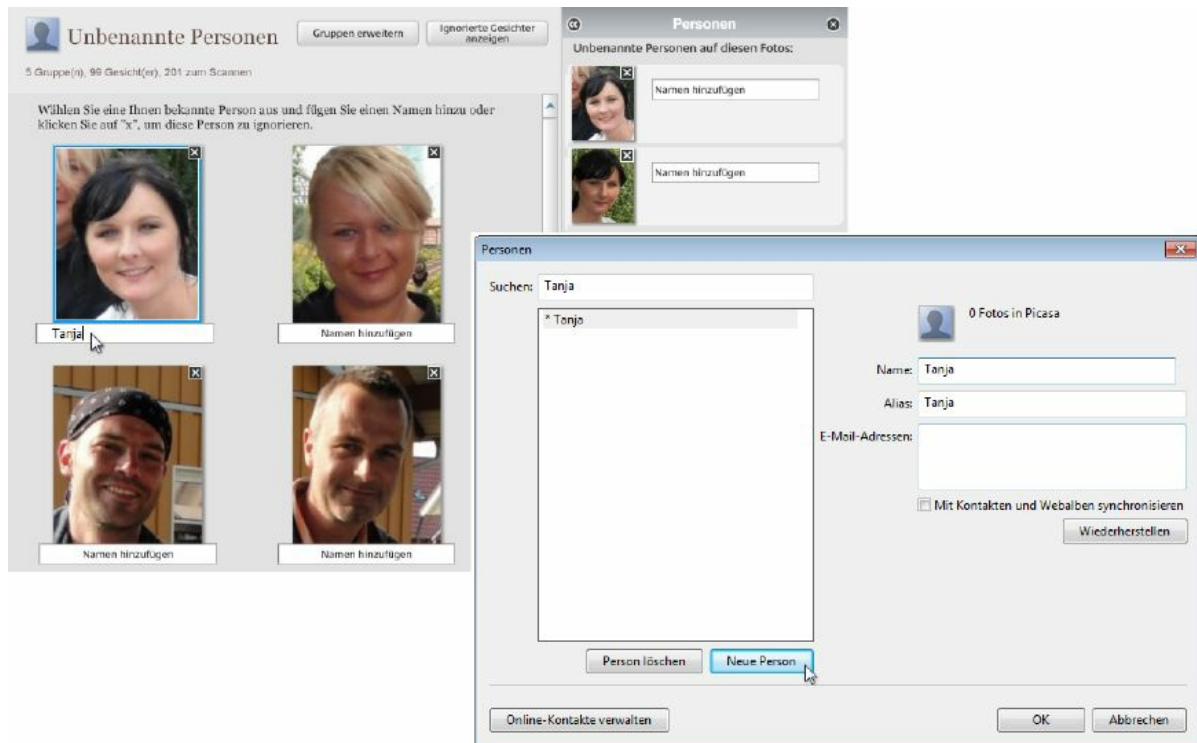 Unbenannte Personen
Gruppen erweitern
Ignorierte Gesichter
anzeigen
5 Gruppe(n), 99 Gesicht(er), 201 zum Scannen
Wählen Sie eine Ihnen bekannte Person aus und fügen Sie einen Namen hinzu oder
klicken Sie auf "x", um diese Person zu ignorieren.
Tanja
Namen hinzufügen
Namen hinzufügen
Namen hinzufügen
Personen
Unbenannte Personen auf diesen Fotos:
Namen hinzufügen
Namen hinzufügen
Personen
Suchen: Tanja
* Tanja
0 Fotos in Picasa
Name: Tanja
Alias: Tanja
E-Mail-Adressen:
Mit Kontakten und Webalben synchronisieren
Wiederherstellen
Person löschen
Neue Person
Online-Kontakte verwalten
OK
Abbrechen